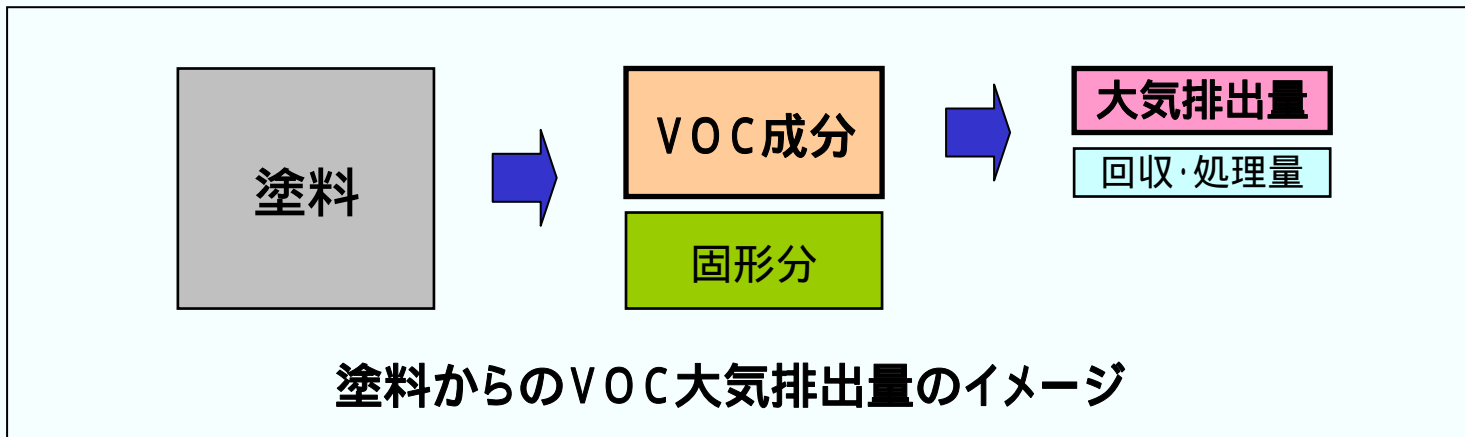 塗料
VOC成分
固形分
大気排出量
回収・処理量
塗料からのVOC大気排出量のイメージ